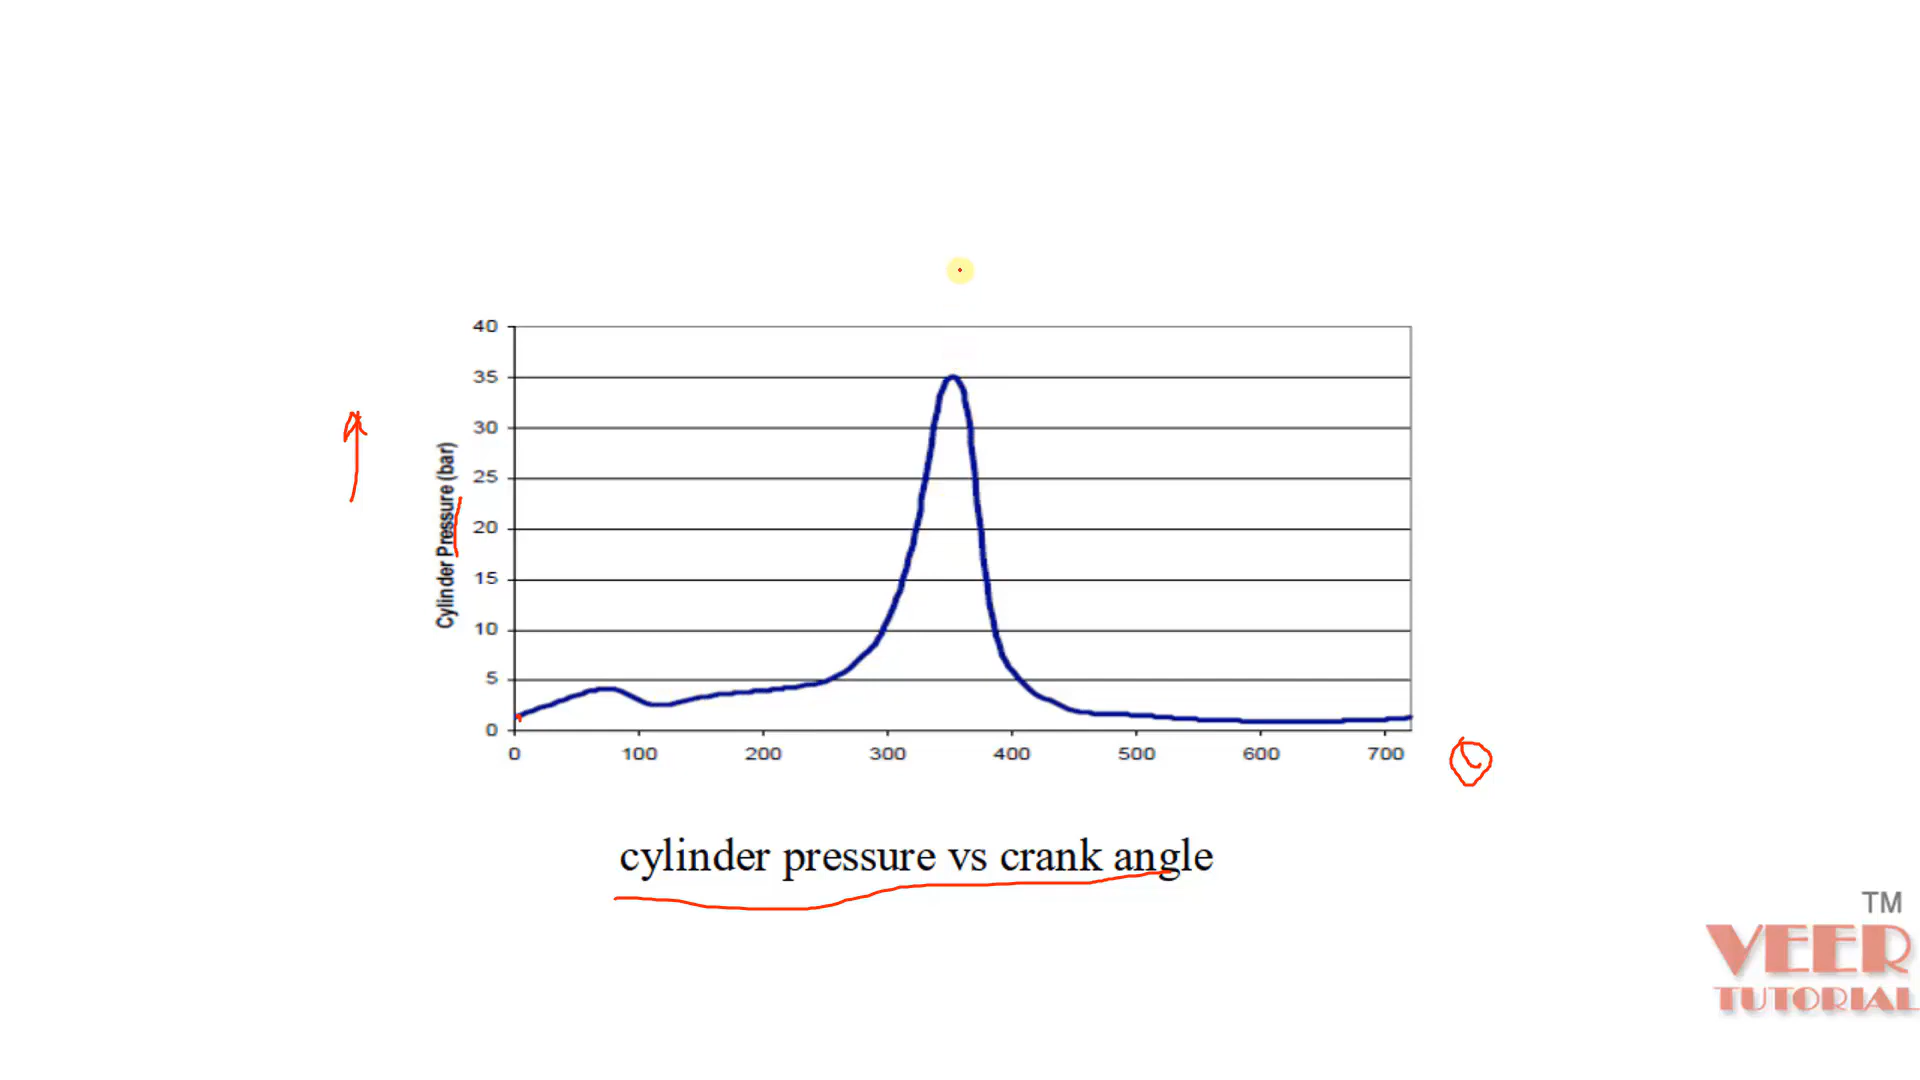 40
35
30
25
20
15
10
5
0
Cylinder Pressure (bar)
0 100 200 300 400 500 600 700
cylinder pressure vs crank angle
TM
VEER
TUTORIAL